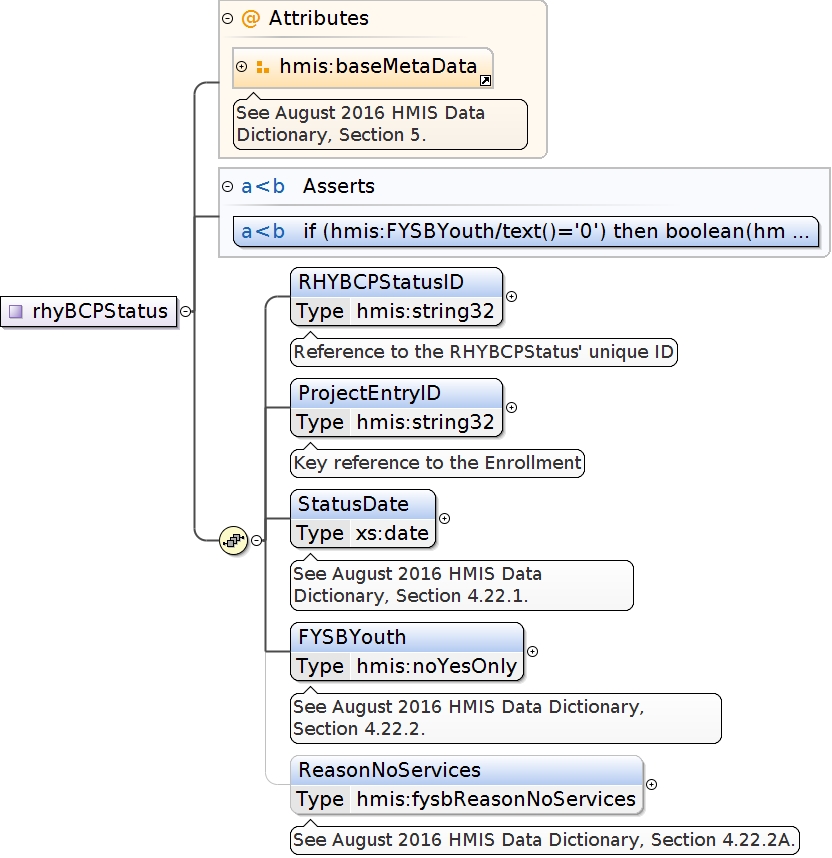 @ Attributes
hmis:baseMetaData
See August 2016 HMIS Data
Dictionary, Section 5.
a<b Asserts
a<b if (hmis:FYSBYouth/text()='0') then boolean(hm ...
rhyBCPStatus
RHYBCPStatusID
Type hmis:string32
Reference to the RHYBCPStatus' unique ID
ProjectEntryID
Type hmis:string32
Key reference to the Enrollment
StatusDate
Type xs:date
See August 2016 HMIS Data
Dictionary, Section 4.22.1.
FYSBYouth
Type hmis:noYesOnly
See August 2016 HMIS Data Dictionary,
Section 4.22.2.
ReasonNoServices
Type hmis:fysbReasonNoServices
See August 2016 HMIS Data Dictionary, Section 4.22.2A.